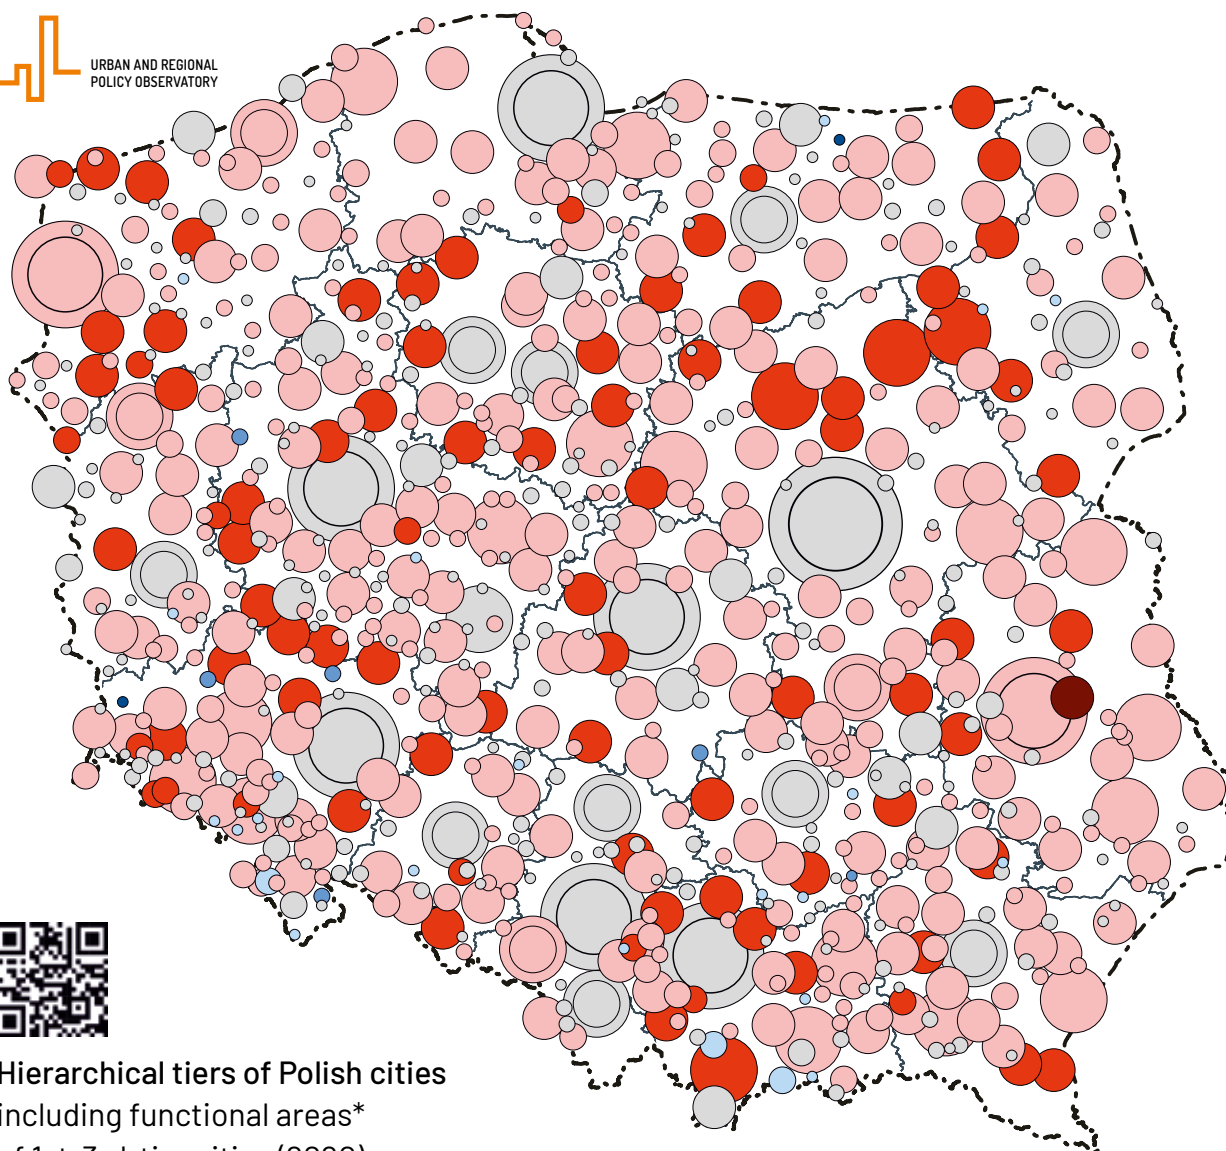 URBAN AND REGIONAL
POLICY OBSERVATORY
Hierarchical tiers of Polish cities
including functional areas*